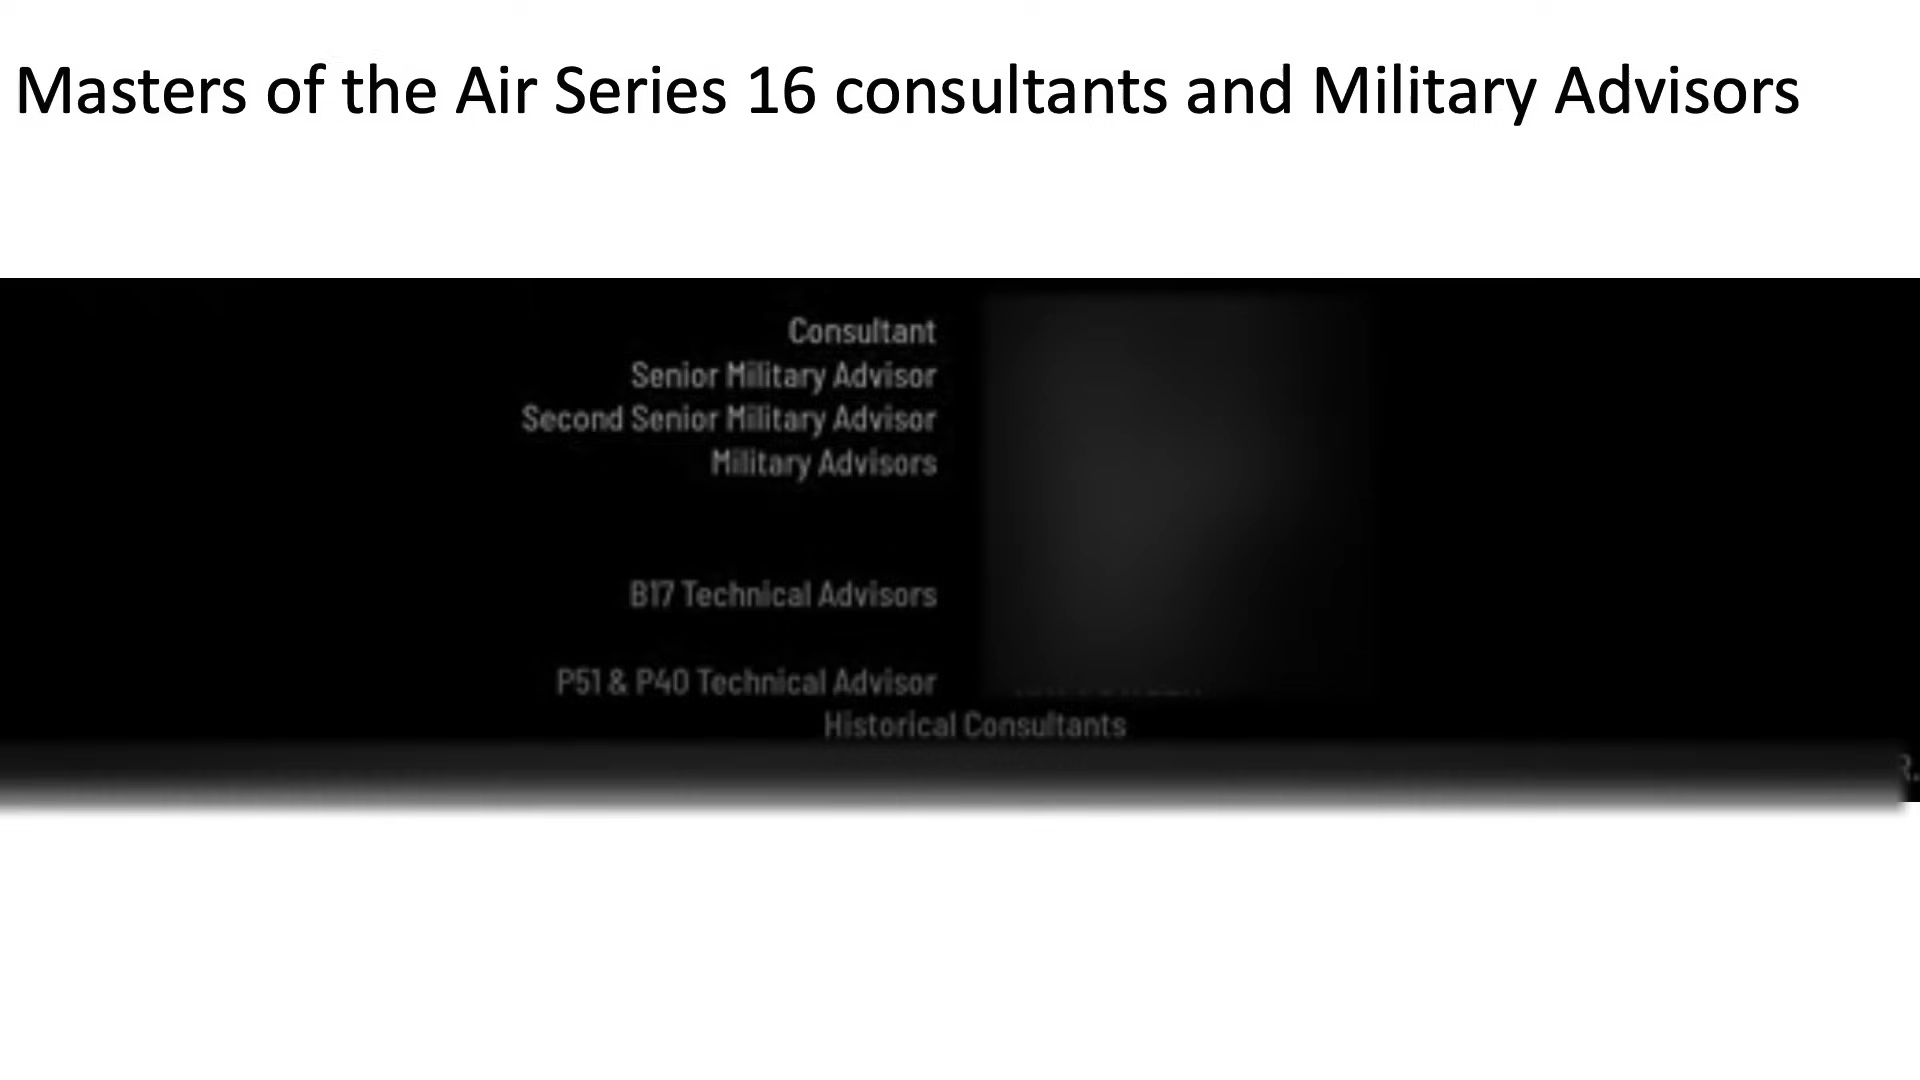 Masters of the Air Series 16 consultants and Military Advisors
Consultant
Senior Military Advisor
Second Senior Military Advisor
Military Advisors
B17 Technical Advisors
P51 & P40 Technical Advisor
Historical Consultants
R.